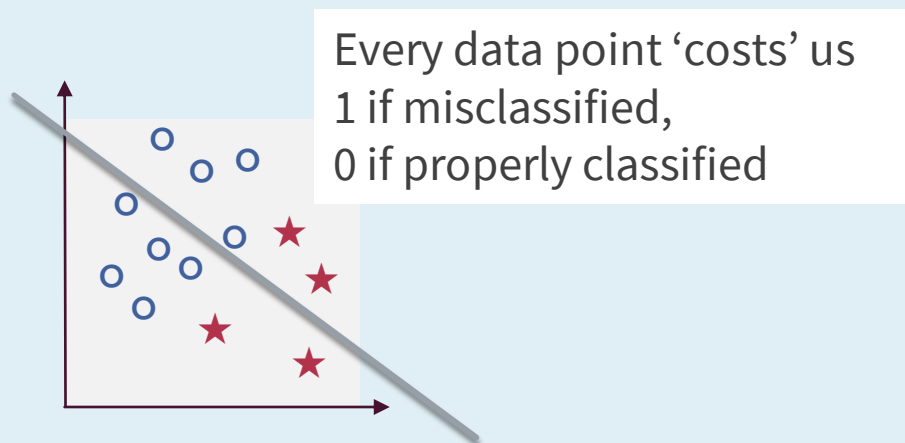 Every data point ‘costs’ us
1 if misclassified,
0 if properly classified